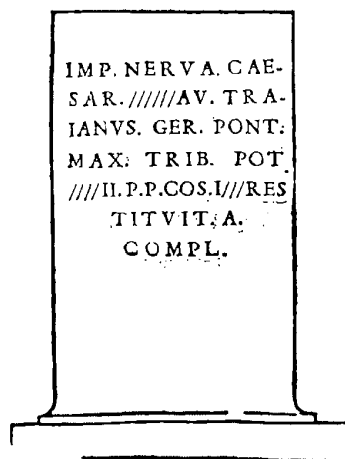 IMP. NERVA. CAE-
SAR. //////AV. TRA-
IANVS. GER. PONT.
MAX. TRIB. POT
////II.P.P.COS.I///RES
TITVIT. A.
COMPL.